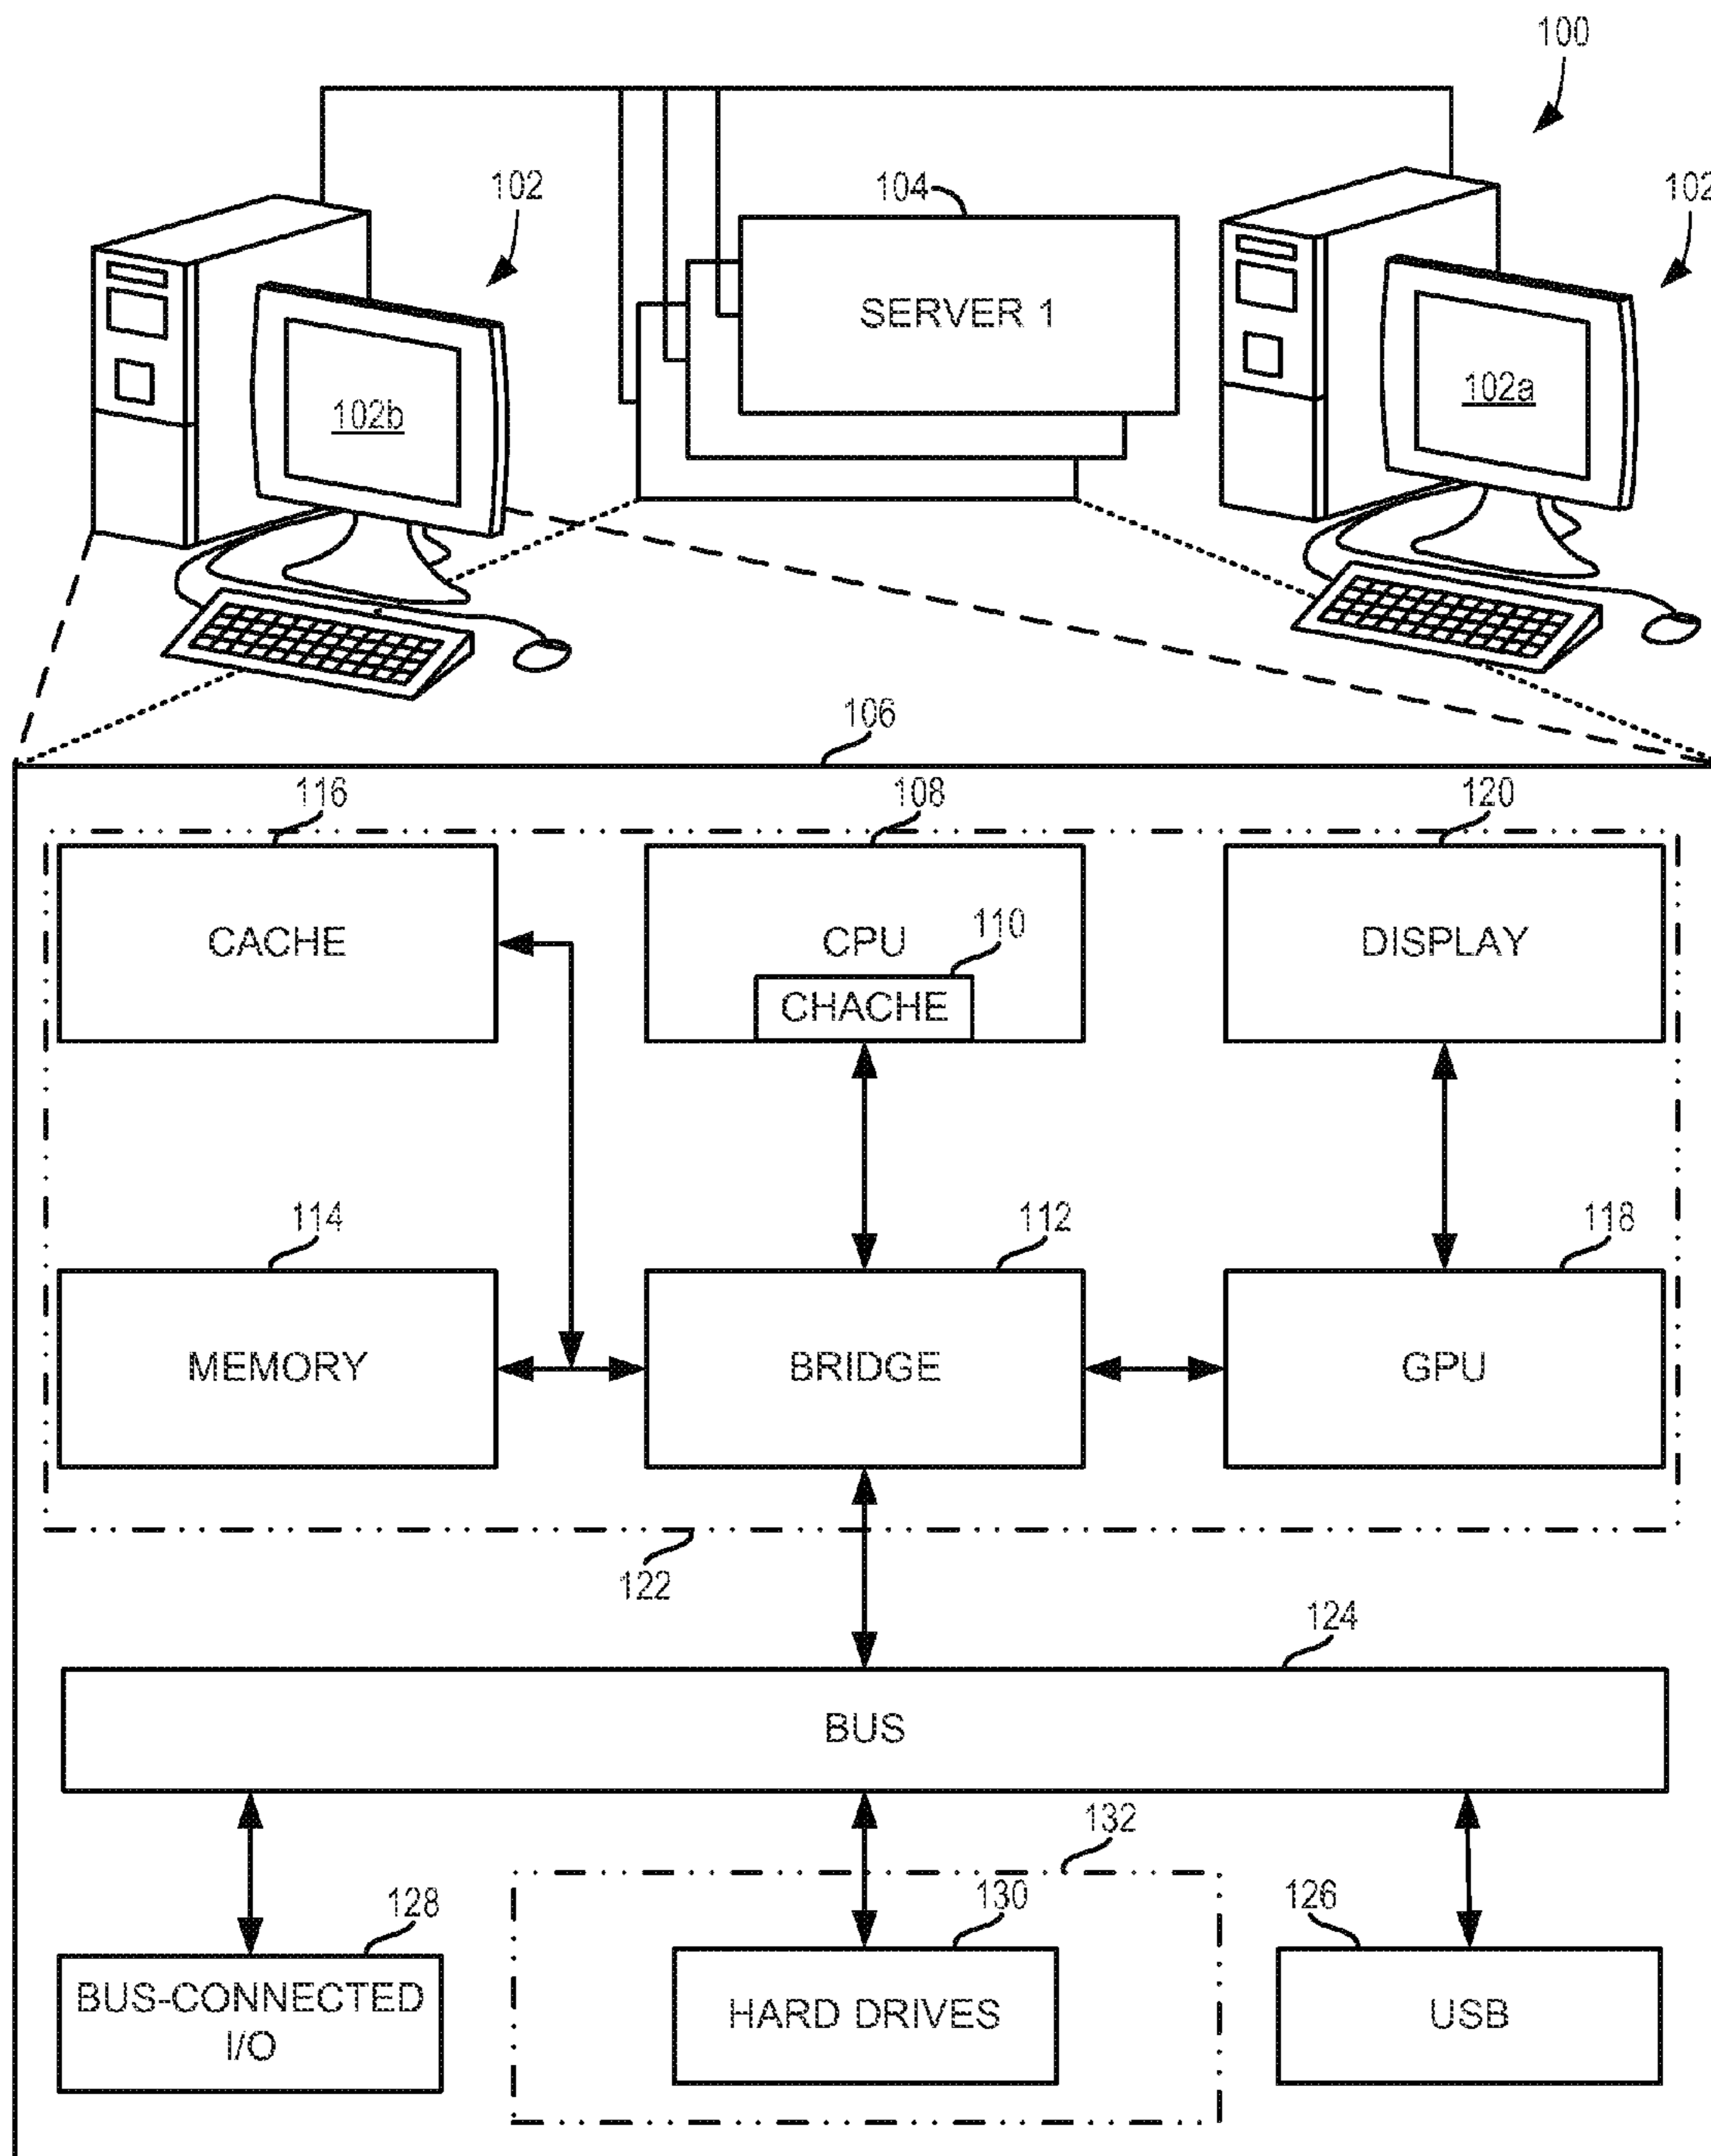 100
102
104
102
SERVER 1
102b
102a
106
116
108
120
CACHE
CPU
110
CHACHE
DISPLAY
114
112
118
MEMORY
BRIDGE
GPU
122
124
BUS
132
128
130
126
BUS-CONNECTED
I/O
HARD DRIVES
USB